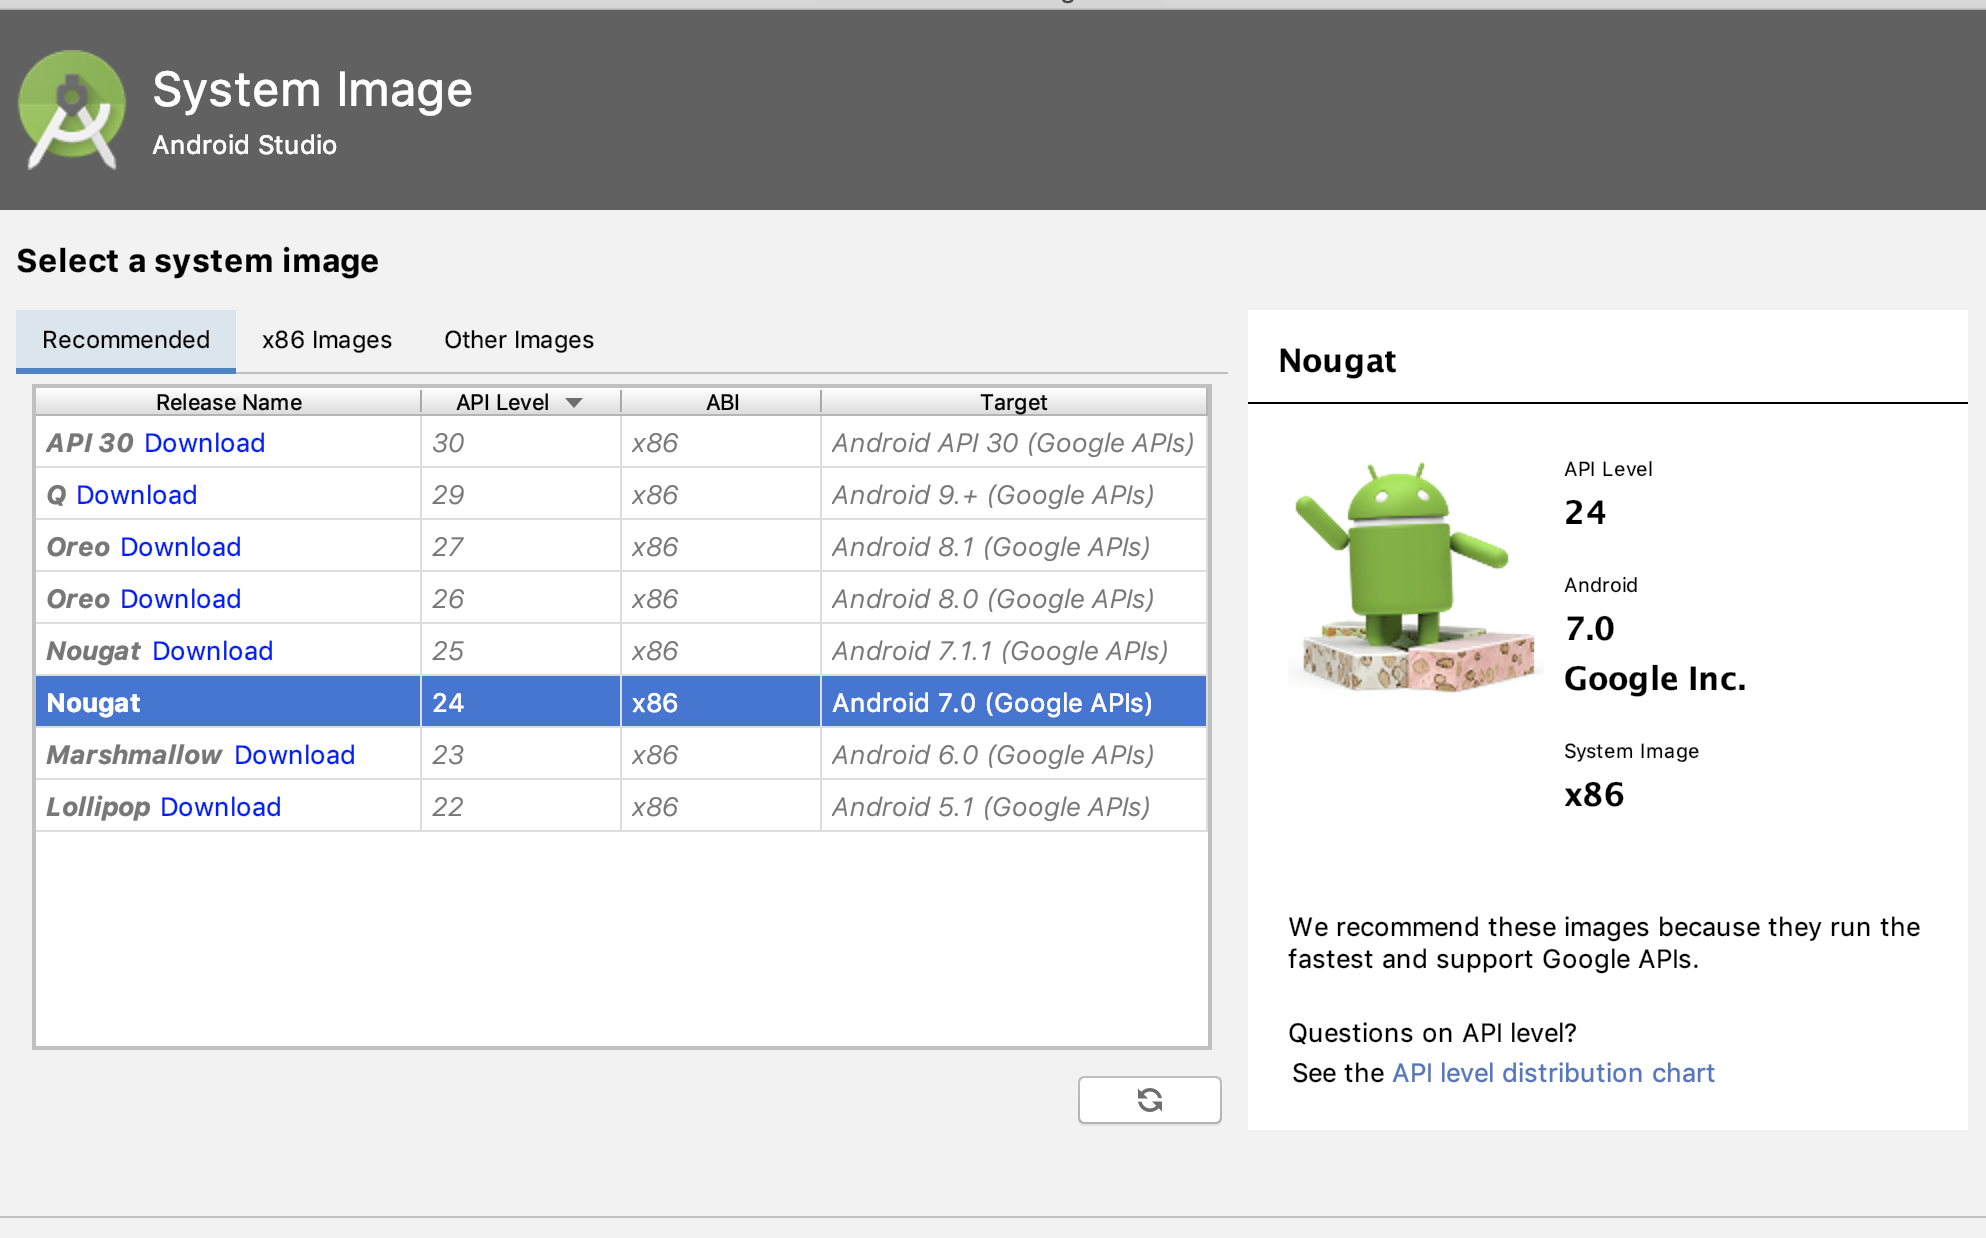 System Image
Android Studio
Select a system image
Recommended x86 Images Other Images
Release Name API Level ABI Target
API 30 Download 30 x86 Android API 30 (Google APIs)
Q Download 29 x86 Android 9.+ (Google APIs)
Oreo Download 27 x86 Android 8.1 (Google APIs)
Oreo Download 26 x86 Android 8.0 (Google APIs)
Nougat Download 25 x86 Android 7.1.1 (Google APIs)
Nougat 24 x86 Android 7.0 (Google APIs)
Marshmallow Download 23 x86 Android 6.0 (Google APIs)
Lollipop Download 22 x86 Android 5.1 (Google APIs)
Nougat
API Level
24
Android
7.0
Google Inc.
System Image
x86
We recommend these images because they run the
fastest and support Google APIs.
Questions on API level?
See the API level distribution chart